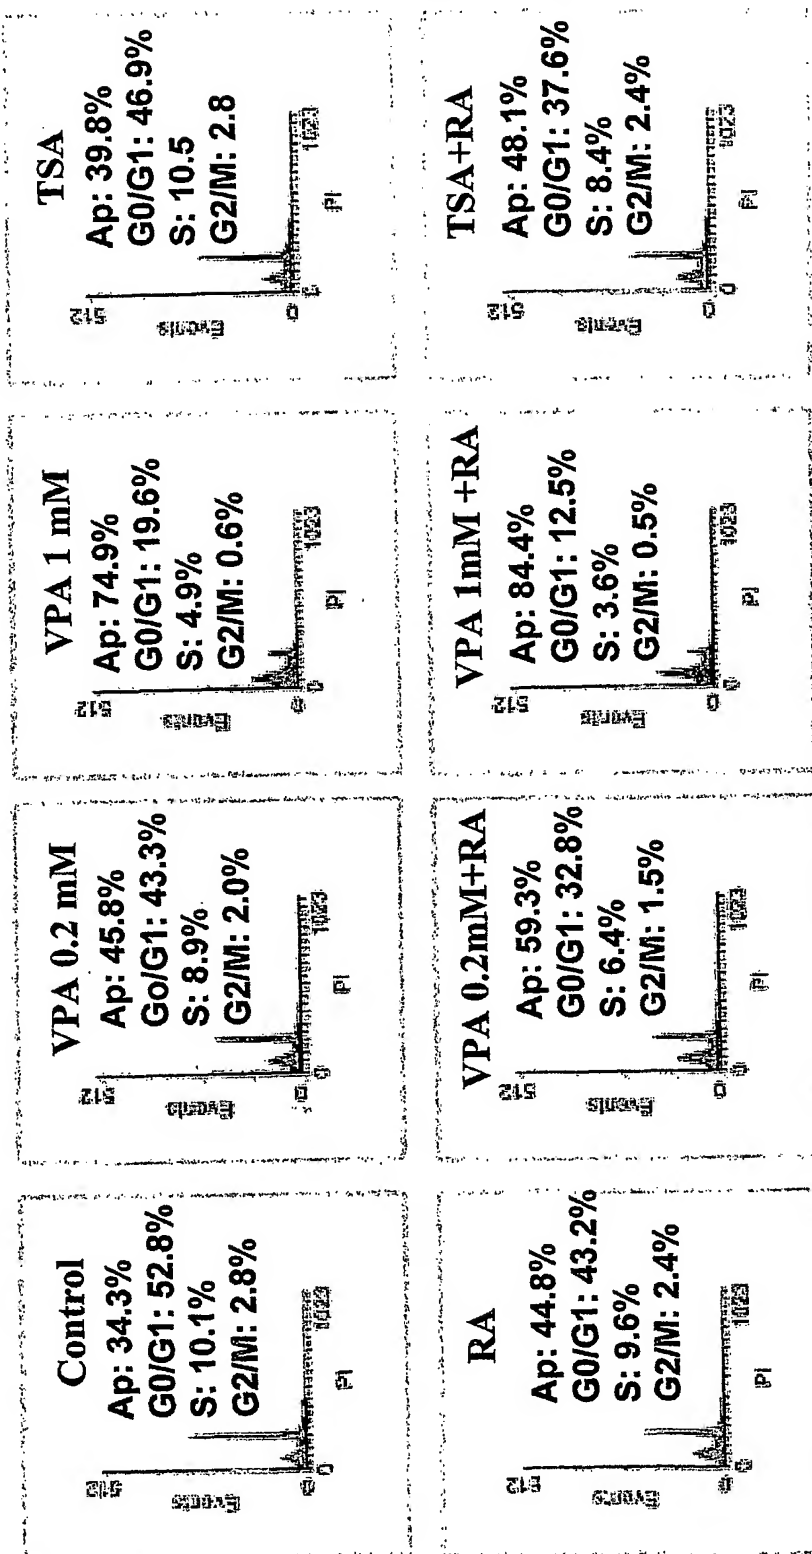 Control
Ap: 34.3%
G0/G1: 52.8%
S: 10.1%
G2/M: 2.8%
512
Events
0
0
1023
PI
VPA 0.2 mM
Ap: 45.8%
Go/G1: 43.3%
S: 8.9%
G2/M: 2.0%
512
Events
0
0
1023
PI
VPA 1 mM
Ap: 74.9%
G0/G1: 19.6%
S: 4.9%
G2/M: 0.6%
512
Events
0
0
1023
PI
TSA
Ap: 39.8%
G0/G1: 46.9%
S: 10.5
G2/M: 2.8
512
Events
0
1023
PI
RA
Ap: 44.8%
G0/G1: 43.2%
S: 9.6%
G2/M: 2.4%
512
Events
0
0
1023
PI
VPA 0.2mM+RA
Ap: 59.3%
G0/G1: 32.8%
S: 6.4%
G2/M: 1.5%
512
Events
0
0
1023
PI
VPA 1mM +RA
Ap: 84.4%
G0/G1: 12.5%
S: 3.6%
G2/M: 0.5%
512
Events
0
0
1023
PI
TSA+RA
Ap: 48.1%
G0/G1: 37.6%
S: 8.4%
G2/M: 2.4%
512
Events
0
0
1023
PI